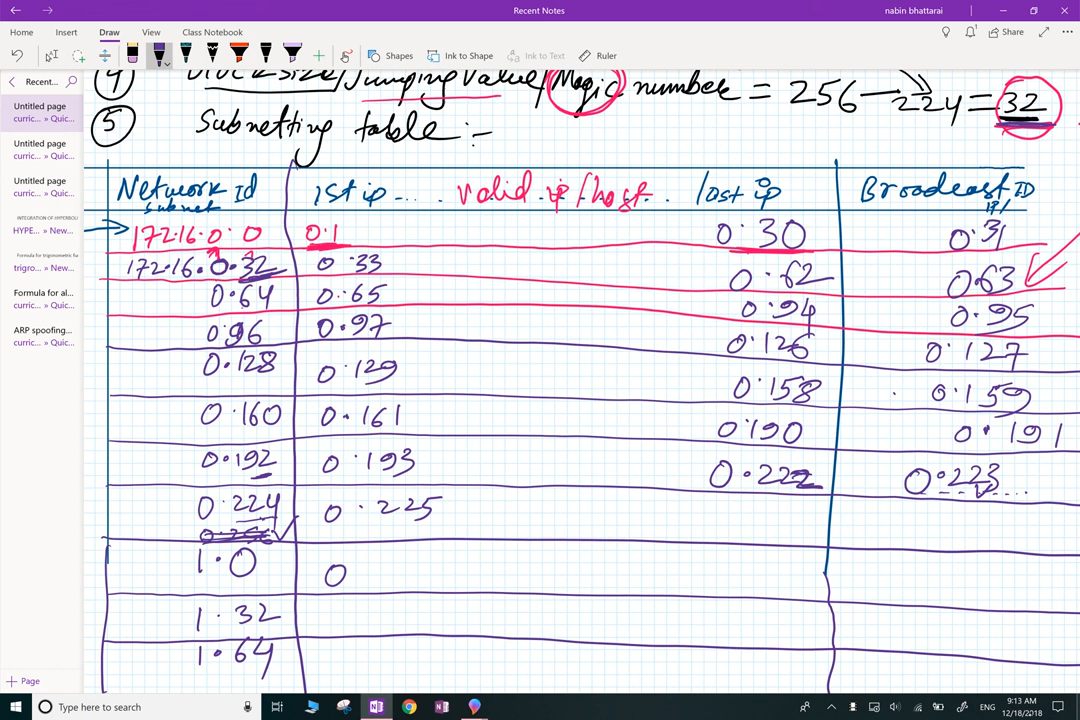 Recent Notes
nabin bhattarai
Home Insert Draw View Class Notebook
Share
Shapes Ink to Shape Ink to Text Ruler
Recent...
Untitled page
curric... » Quic...
Untitled page
curric... » Quic...
Untitled page
curric... » Quic...
INTEGRATION OF HYPERBOLI
HYPE... » New...
Formula for trigonometric fu
trigro... » New...
Formula for al...
curric... » Quic...
ARP spoofing...
curric... » Quic...
Page
4 Block size/Jumping value/Magic number = 256 - 224 = 32
5 Subnetting table:-
Network Id 1st ip .... valid ip/host .. last ip Broadcast ID
subnet ip/
172.16.0.0 0.1 0.30 0.31
172.16.0.32 0.33 0.62 0.63
0.64 0.65 0.94 0.95
0.96 0.97 0.126 0.127
0.128 0.129 0.158 0.159
0.160 0.161 0.190 0.191
0.192 0.193 0.222 0.223
0.224 0.225
1.0 0
1.32
1.64
Type here to search
ENG
9:13 AM
12/18/2018